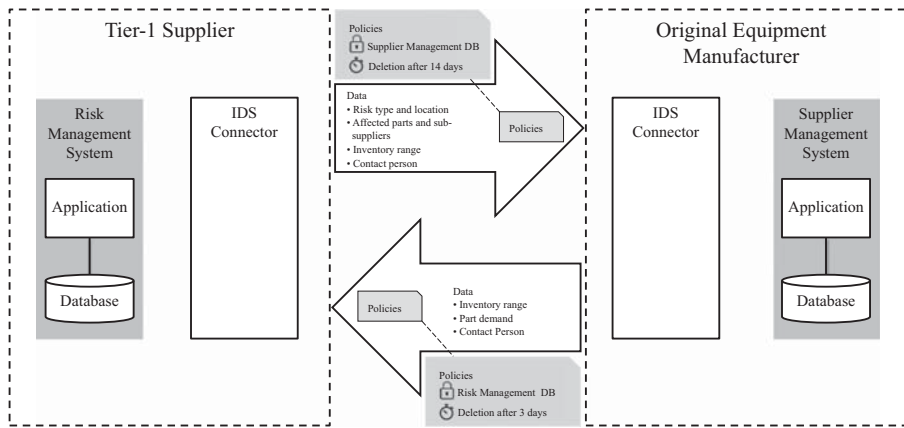 Tier-1 Supplier
Risk
Management
System
Application
Database
IDS
Connector
Policies
Supplier Management DB
Deletion after 14 days
Data
• Risk type and location
• Affected parts and sub-
suppliers
• Inventory range
• Contact person
Policies
Policies
Data
• Inventory range
• Part demand
• Contact Person
Policies
Risk Management DB
Deletion after 3 days
Original Equipment
Manufacturer
IDS
Connector
Supplier
Management
System
Application
Database